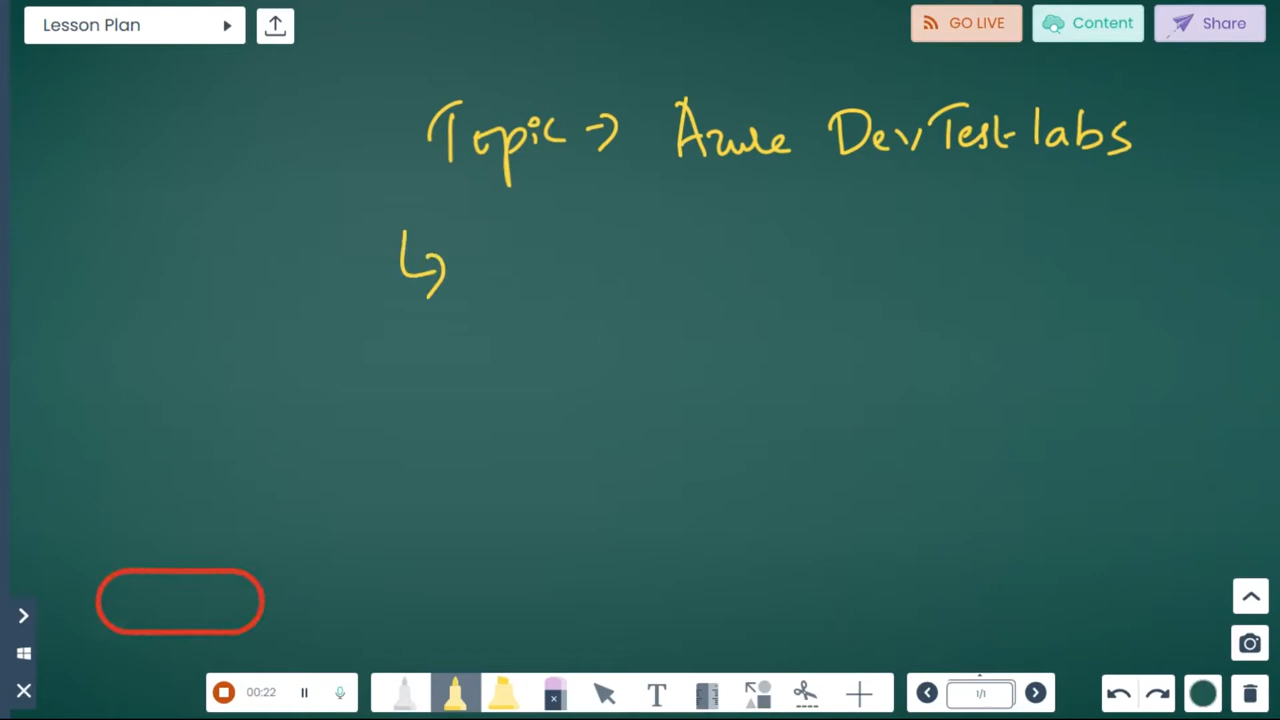 Lesson Plan
GO LIVE
Content
Share
Topic → Azure DevTest labs
↳
00:22
1/1